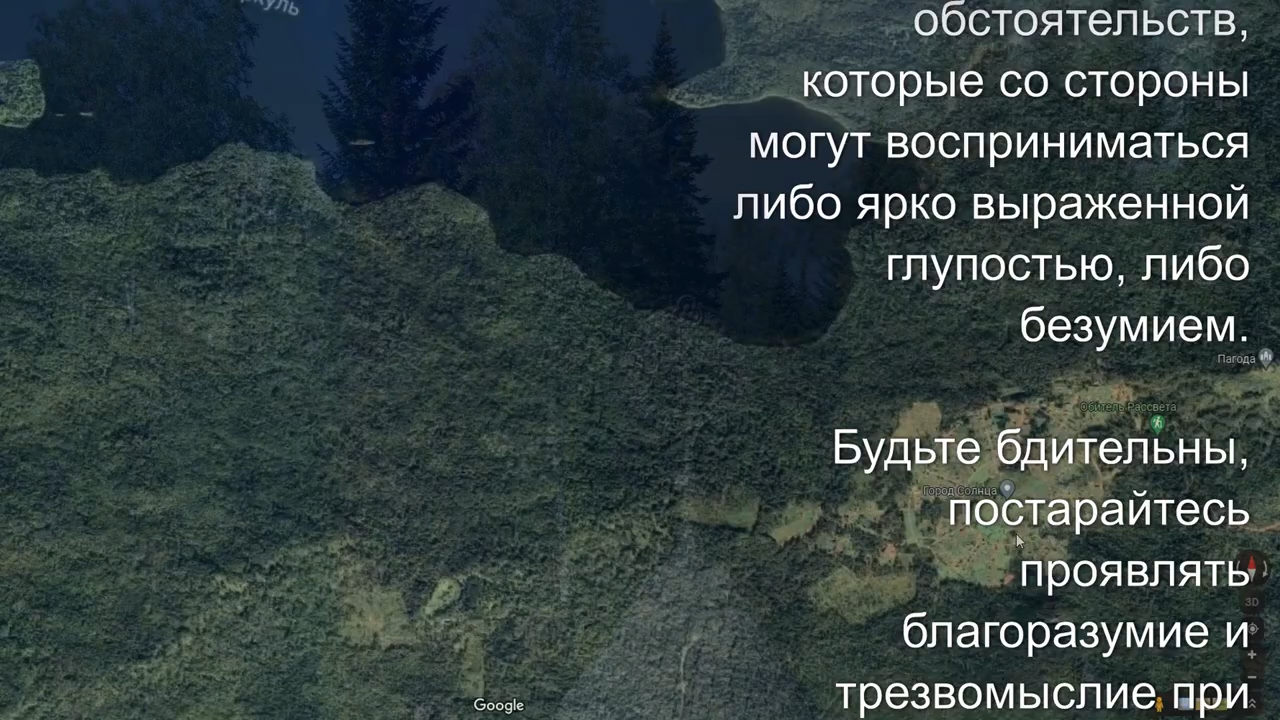 обстоятельств,
которые со стороны
могут восприниматься
либо ярко выраженной
глупостью, либо
безумием.
Пагода
Обитель Рассвета
Будьте бдительны,
Город Солнца
постарайтесь
проявлять
3D
благоразумие и
трезвомыслие при
Google